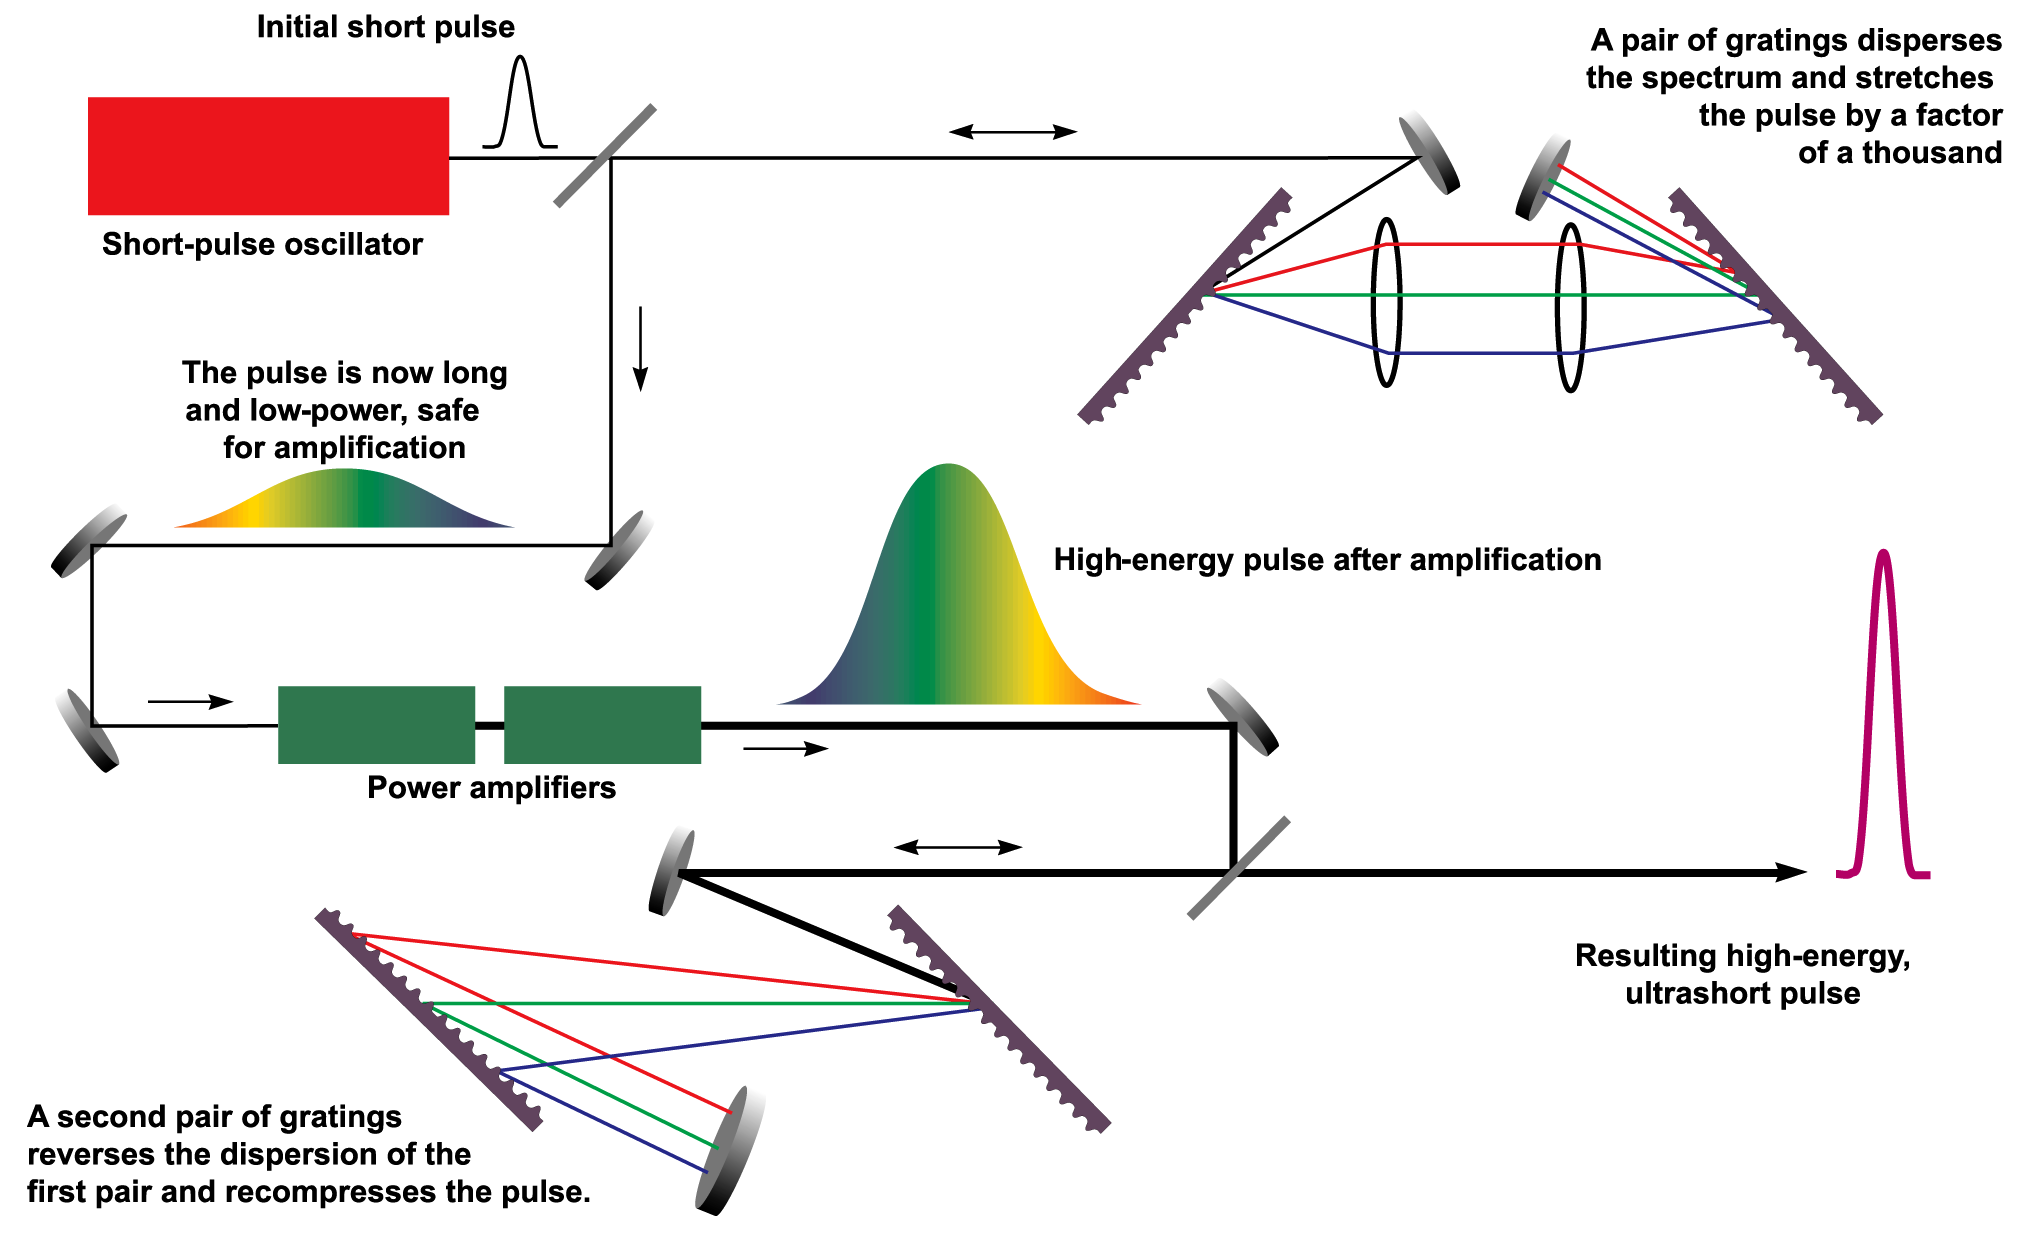 Initial short pulse
A pair of gratings disperses
the spectrum and stretches
the pulse by a factor
of a thousand
Short-pulse oscillator
The pulse is now long
and low-power, safe
for amplification
High-energy pulse after amplification
Power amplifiers
Resulting high-energy,
ultrashort pulse
A second pair of gratings
reverses the dispersion of the
first pair and recompresses the pulse.